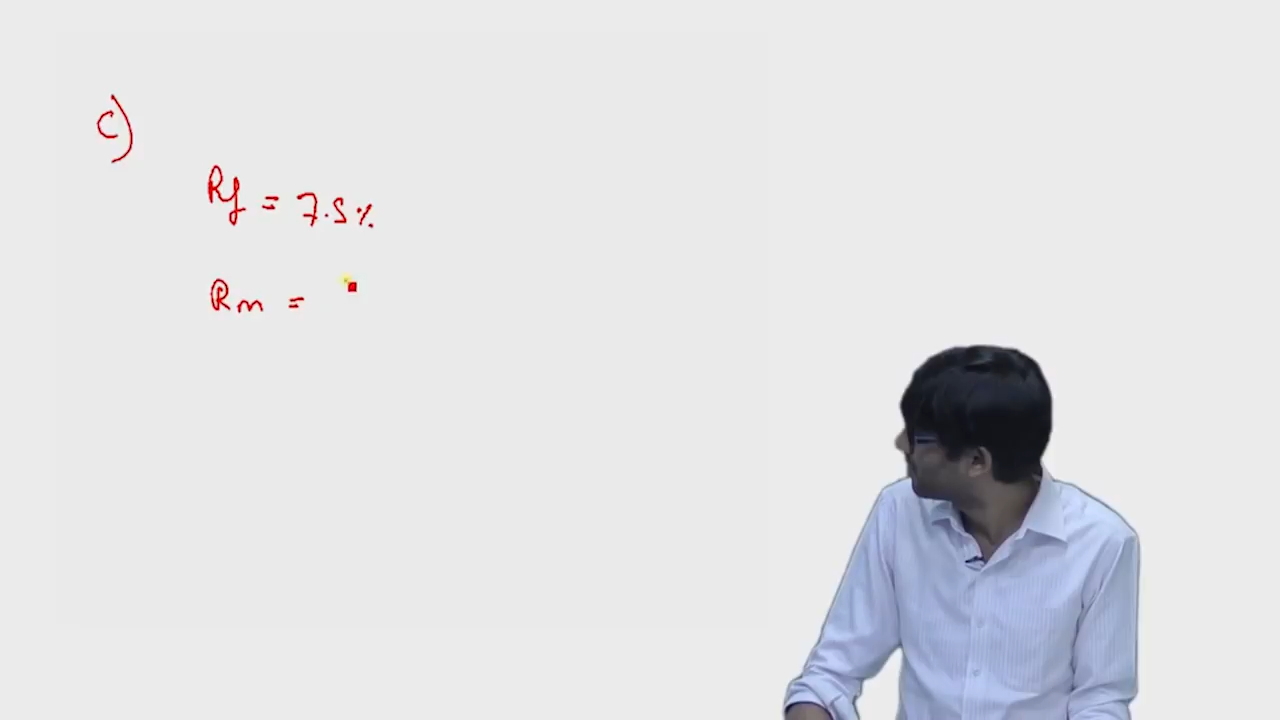 C)
Rf = 7.5%
Rm =